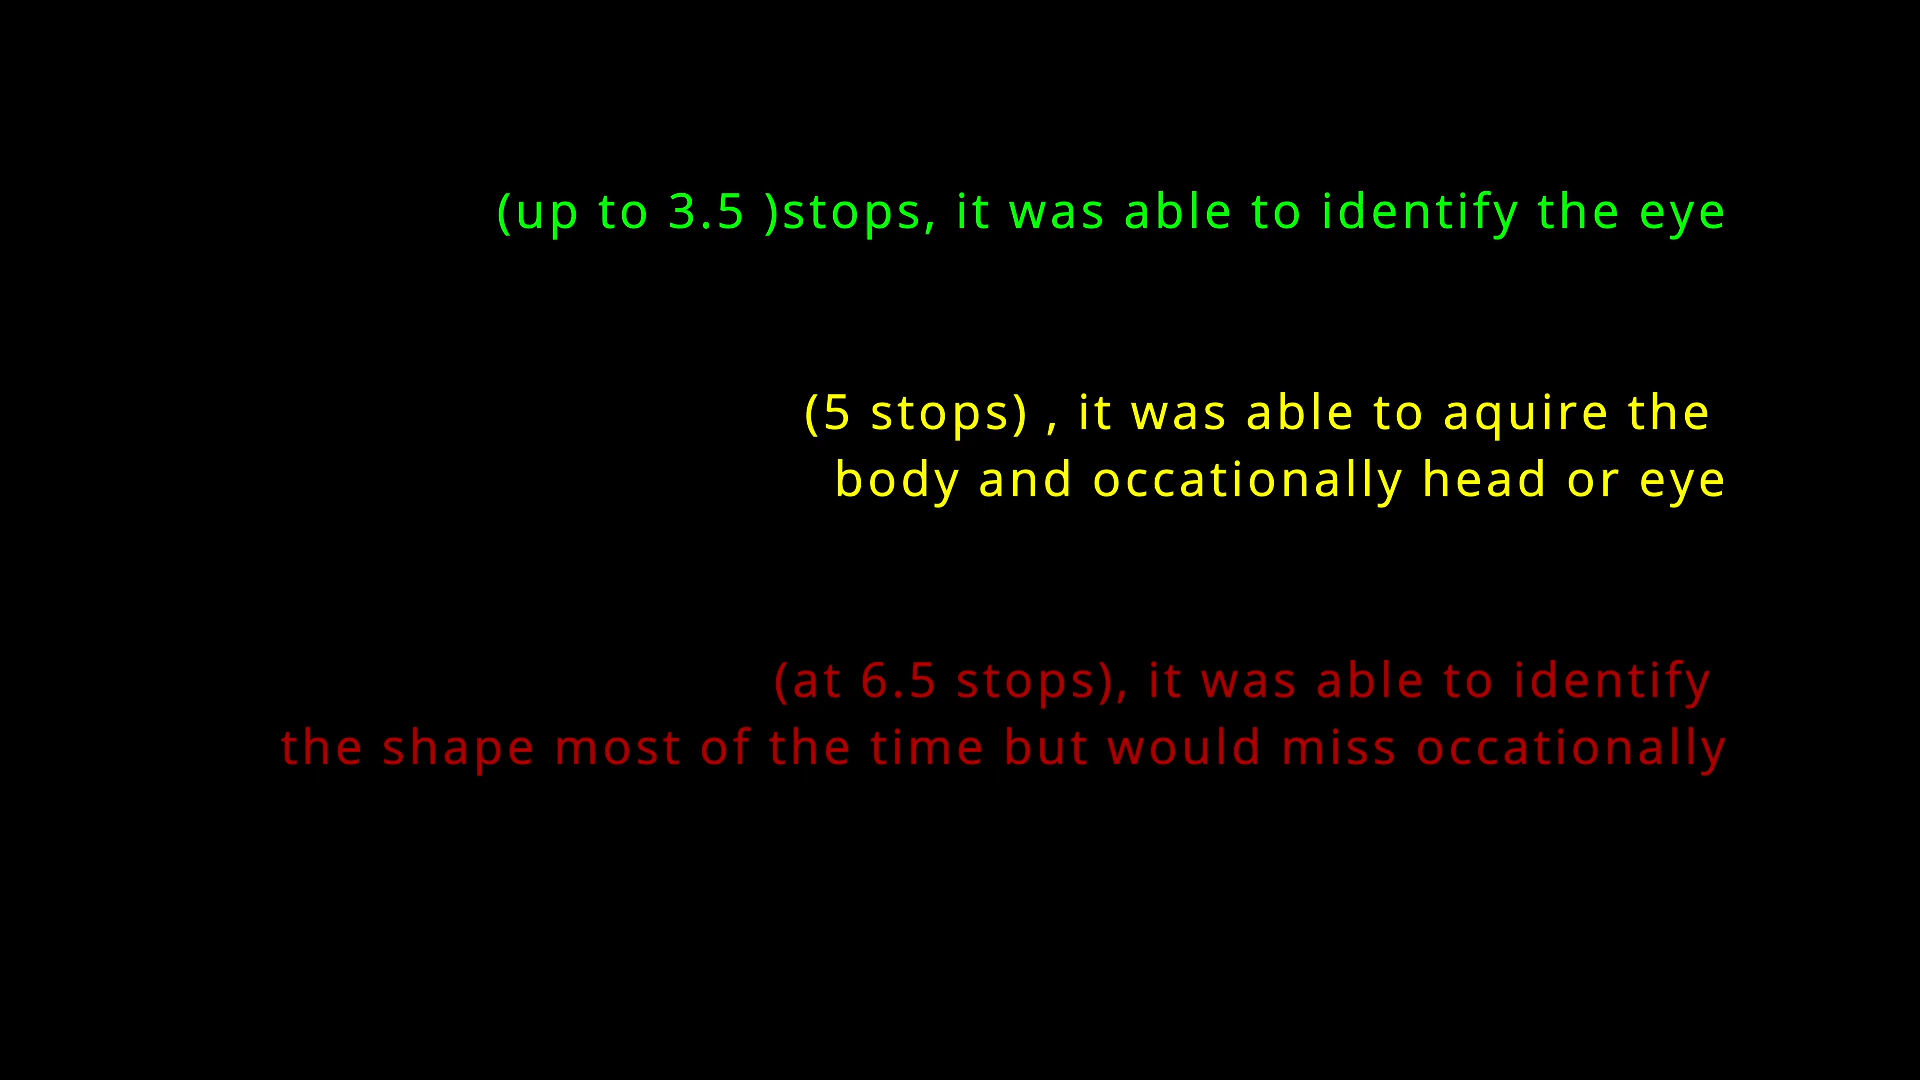 (up to 3.5 )stops, it was able to identify the eye
(5 stops) , it was able to aquire the
body and occationally head or eye
(at 6.5 stops), it was able to identify
the shape most of the time but would miss occationally